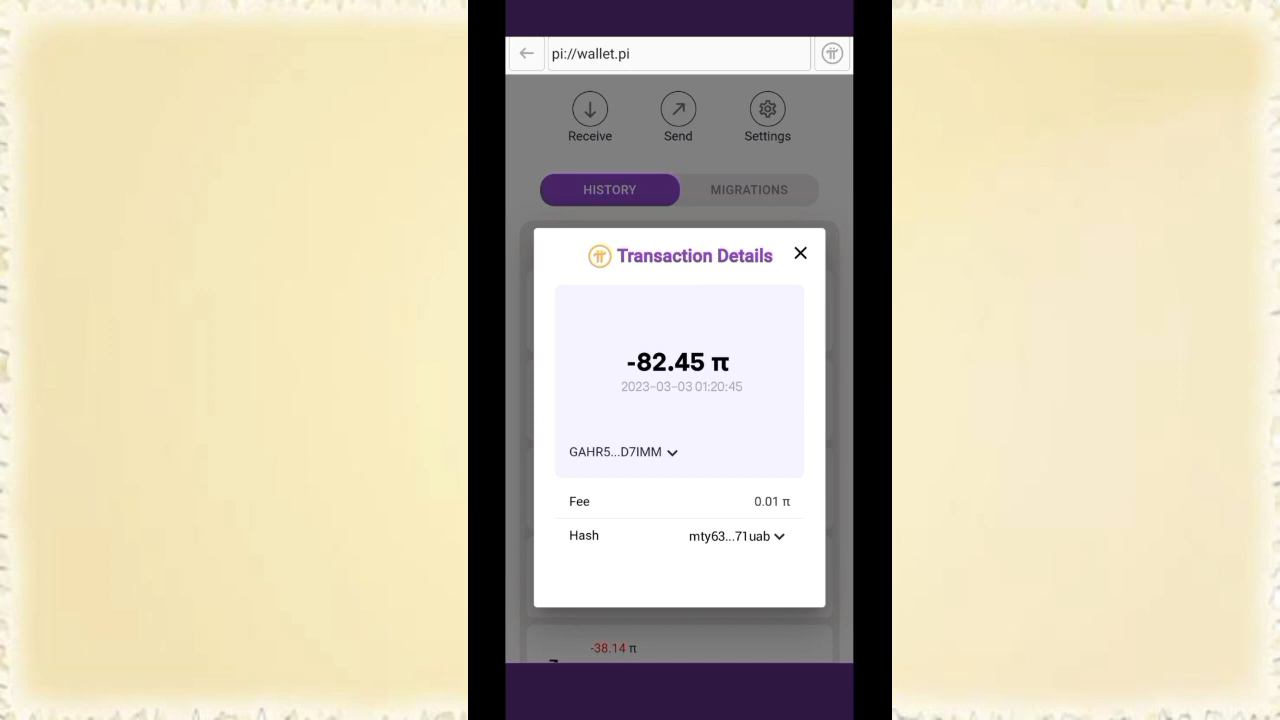 pi://wallet.pi
Receive Send Settings
HISTORY MIGRATIONS
Transaction Details
-82.45 π
2023-03-03 01:20:45
GAHR5...D7IMM
Fee 0.01 π
Hash mty63...71uab
-38.14 π